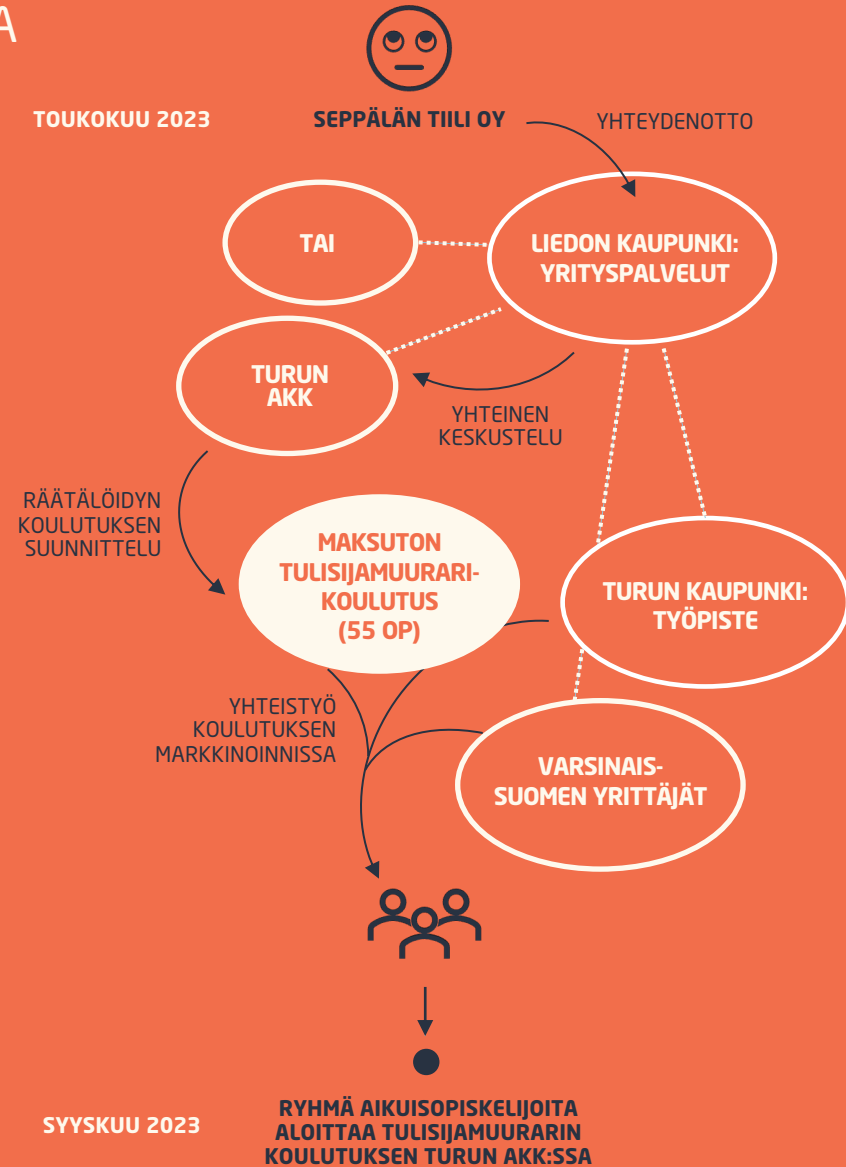 A
TOUKOKUU 2023
SEPPÄLÄN TIILI OY
YHTEYDENOTTO
TAI
LIEDON KAUPUNKI:
YRITYSPALVELUT
TURUN
AKK
YHTEINEN
KESKUSTELU
RÄÄTÄLÖIDYN
KOULUTUKSEN
SUUNNITTELU
MAKSUTON
TULISIJAMUURARI-
KOULUTUS
(55 OP)
TURUN KAUPUNKI:
TYÖPISTE
YHTEISTYÖ
KOULUTUKSEN
MARKKINOINNISSA
VARSINAIS-
SUOMEN YRITTÄJÄT
SYYSKUU 2023
RYHMÄ AIKUISOPISKELIJOITA
ALOITTAA TULISIJAMUURARIN
KOULUTUKSEN TURUN AKK:SSA